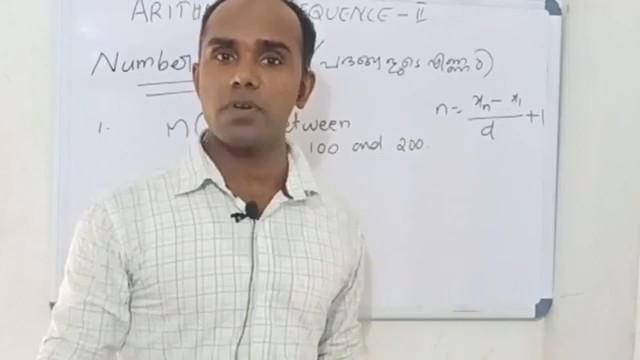 ARITH QUENCE - II
Number / പദങ്ങളുടെ എണ്ണം)
n = xn - x1 / d + 1
1. etween
100 and 200.